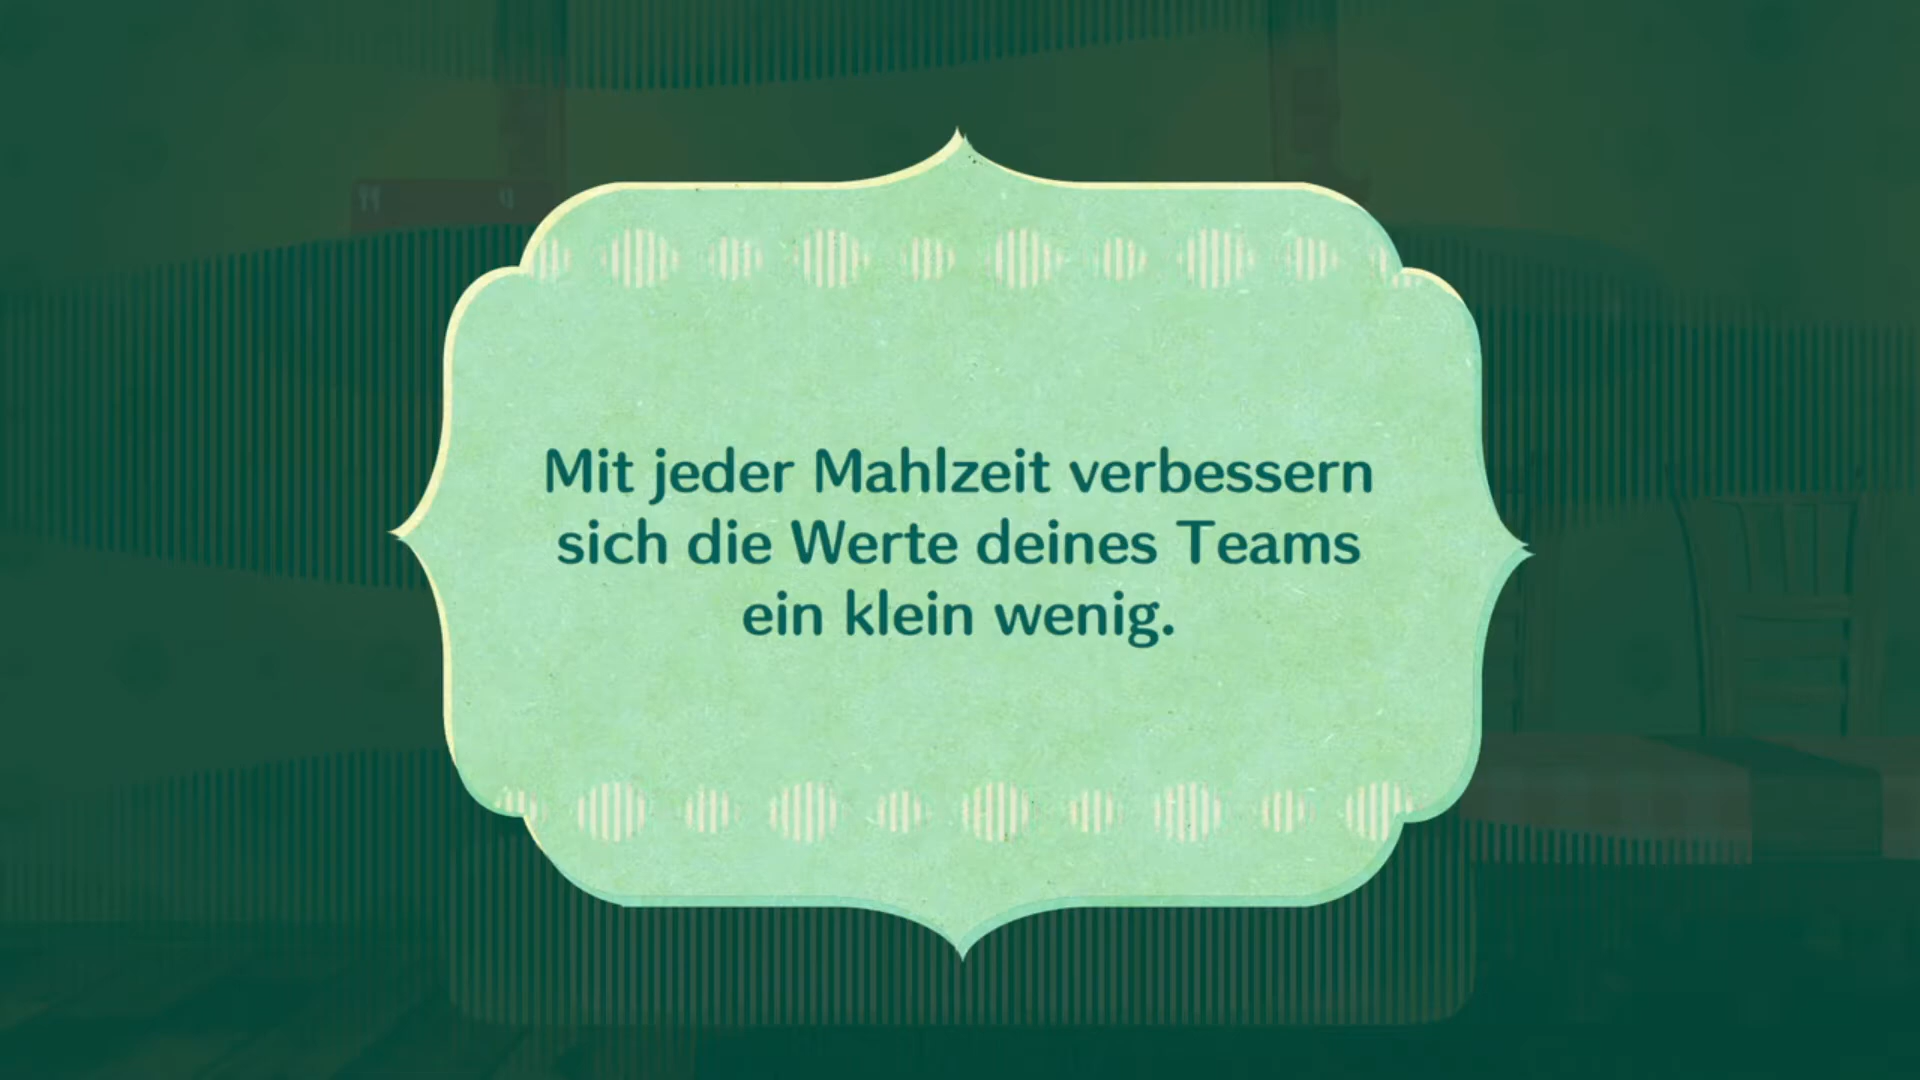 Mit jeder Mahlzeit verbessern
sich die Werte deines Teams
ein klein wenig.